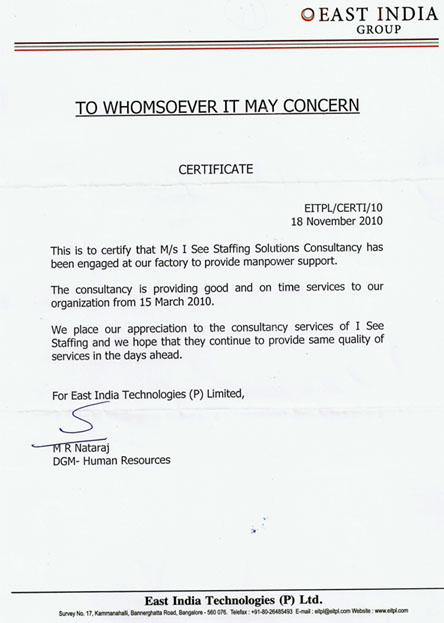 EAST INDIA
GROUP
TO WHOMSOEVER IT MAY CONCERN
CERTIFICATE
EITPL/CERTI/10
18 November 2010
This is to certify that M/s I See Staffing Solutions Consultancy has
been engaged at our factory to provide manpower support.
The consultancy is providing good and on time services to our
organization from 15 March 2010.
We place our appreciation to the consultancy services of I See
Staffing and we hope that they continue to provide same quality of
services in the days ahead.
For East India Technologies (P) Limited,
M R Nataraj
DGM- Human Resources
East India Technologies (P) Ltd.
Survey No. 17, Kammanahalli, Bannerghatta Road, Bangalore - 560 076. Telefax : +91-80-26485493 E-mail : eitpl@eitpl.com Website : www.eitpl.com